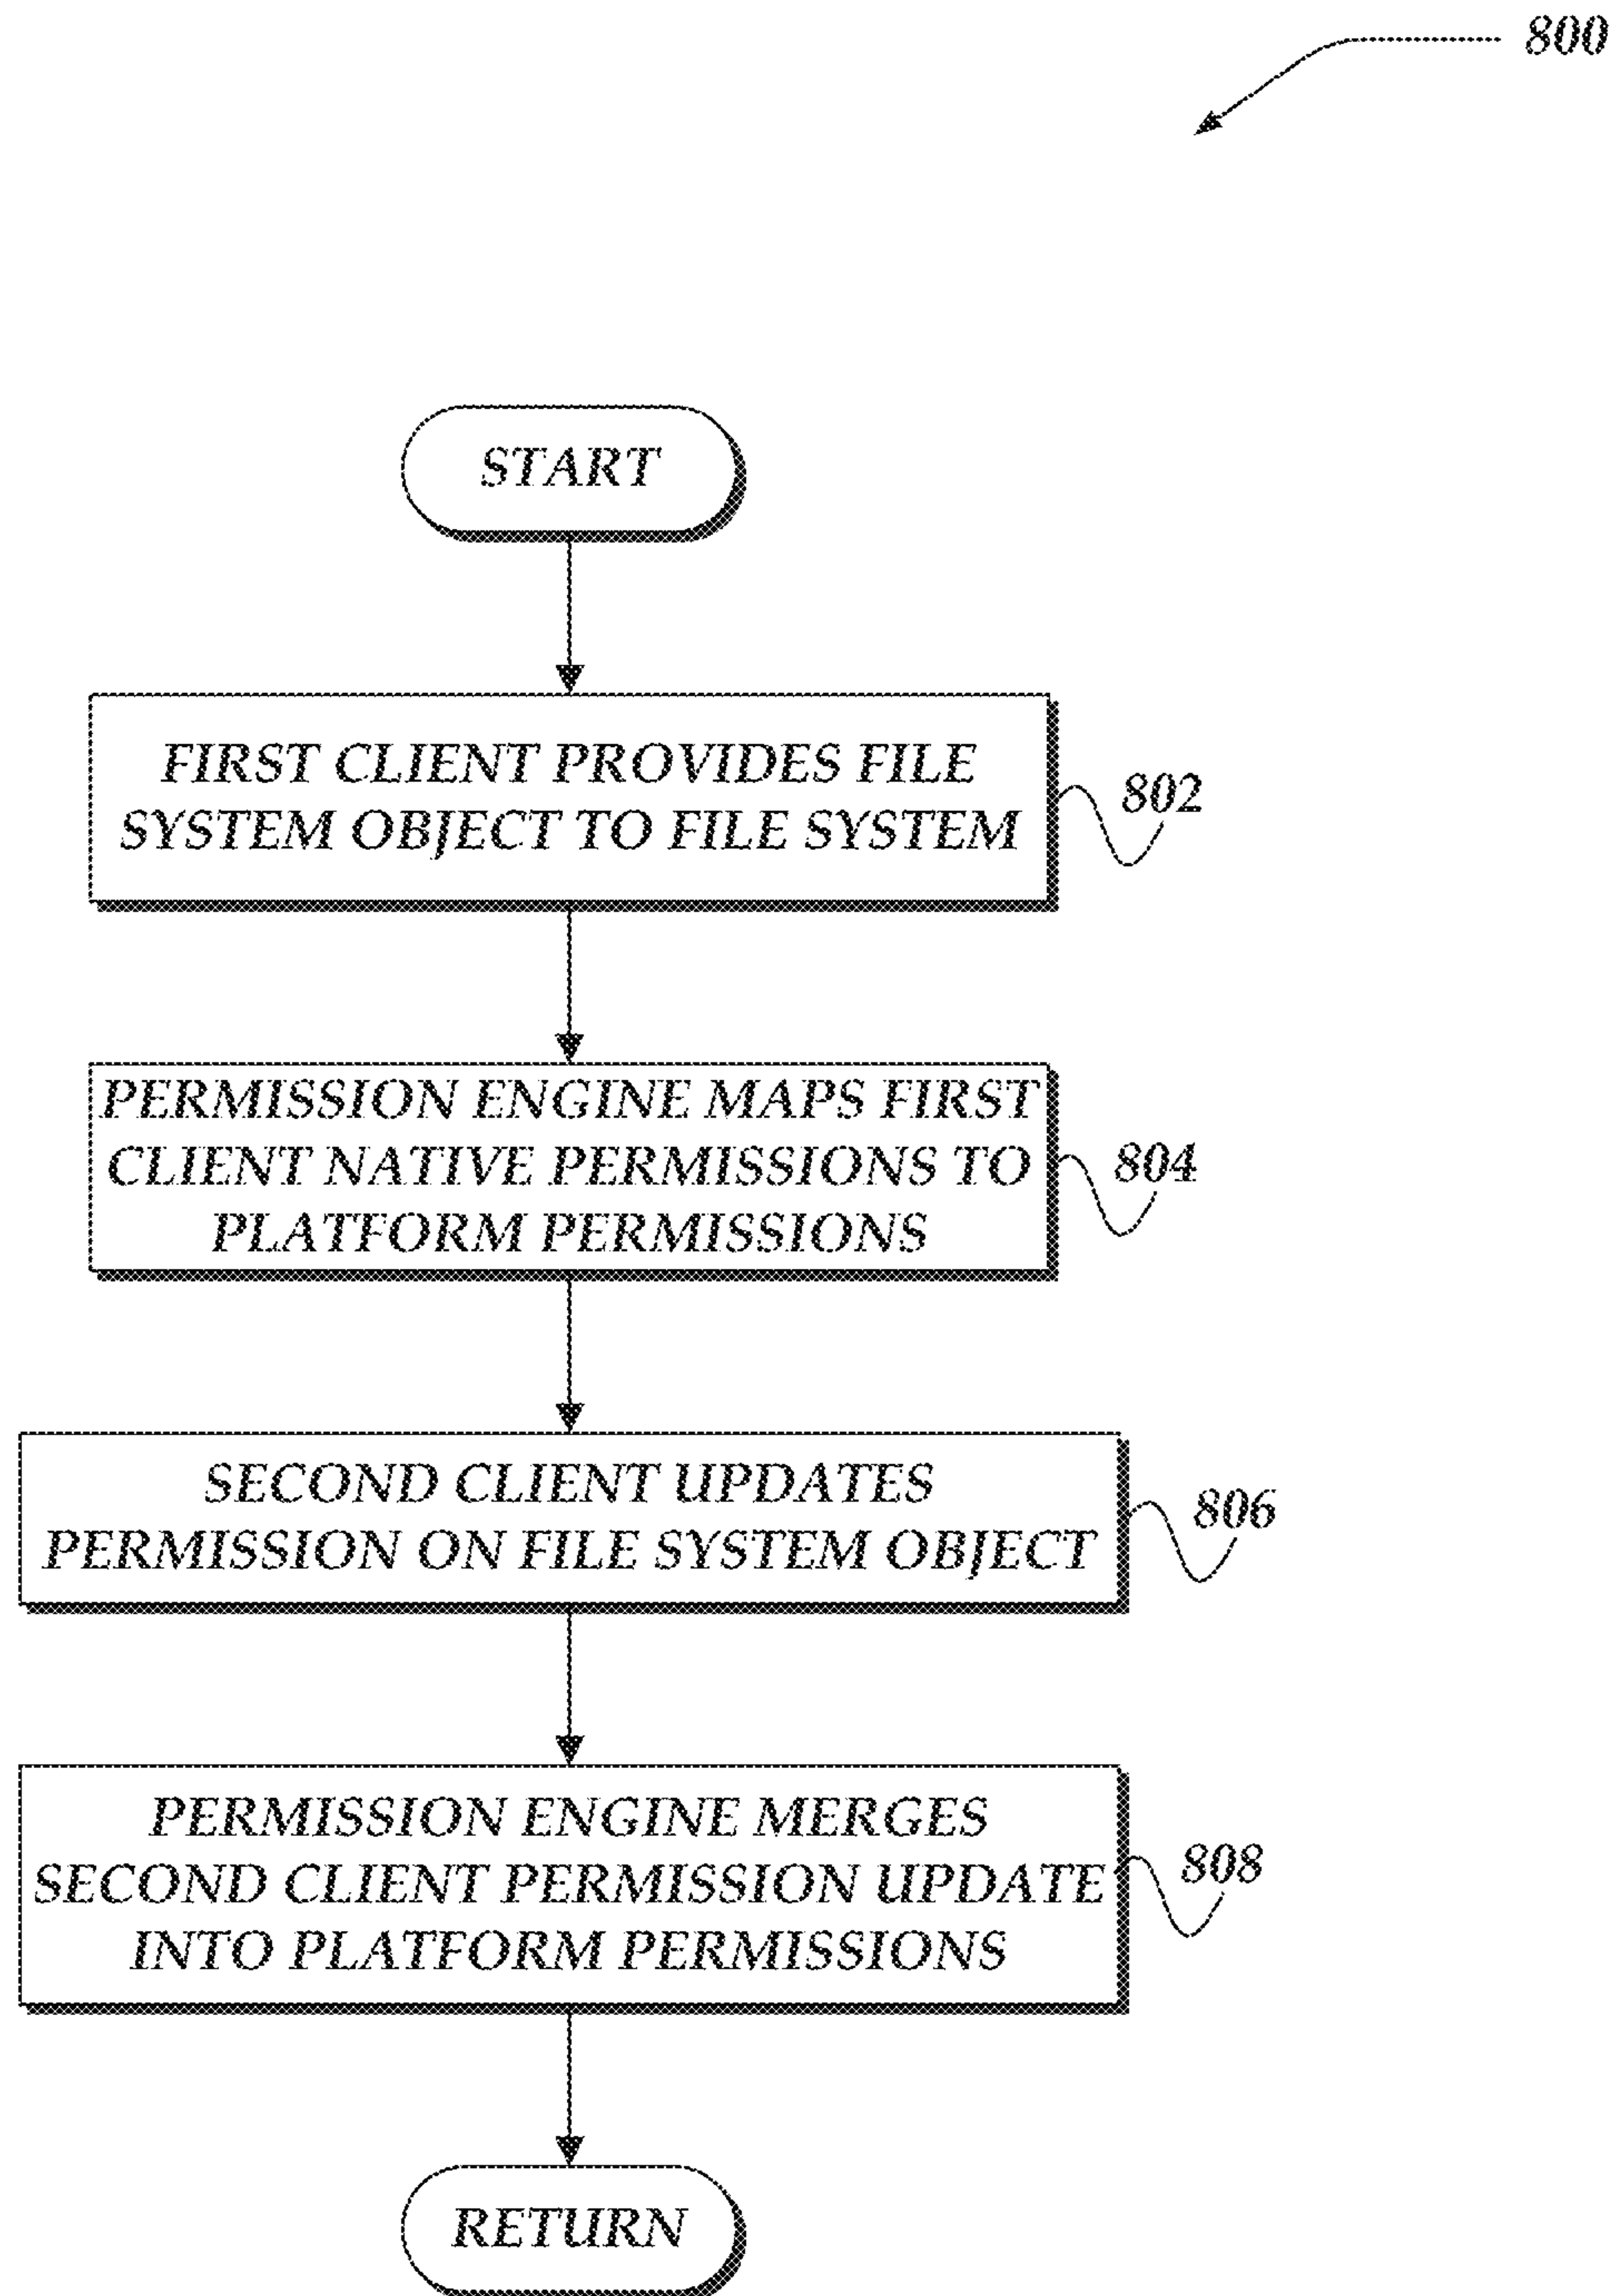 800
START
FIRST CLIENT PROVIDES FILE
SYSTEM OBJECT TO FILE SYSTEM
802
PERMISSION ENGINE MAPS FIRST
CLIENT NATIVE PERMISSIONS TO
PLATFORM PERMISSIONS
804
SECOND CLIENT UPDATES
PERMISSION ON FILE SYSTEM OBJECT
806
PERMISSION ENGINE MERGES
SECOND CLIENT PERMISSION UPDATE
INTO PLATFORM PERMISSIONS
808
RETURN